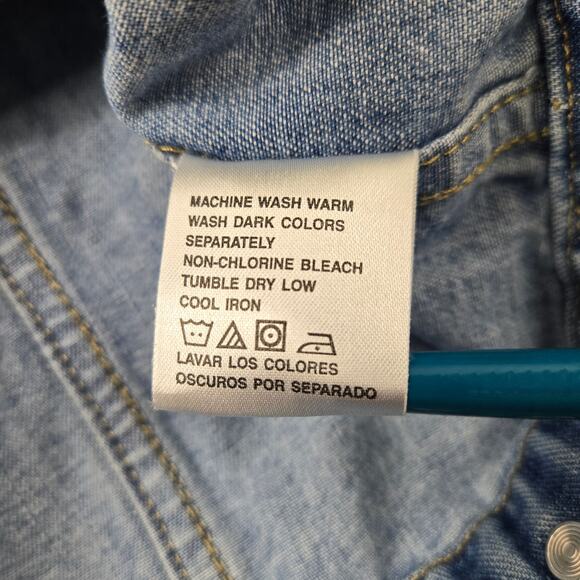 MACHINE WASH WARM
WASH DARK COLORS
SEPARATELY
NON-CHLORINE BLEACH
TUMBLE DRY LOW
COOL IRON
LAVAR LOS COLORES
OSCUROS POR SEPARADO